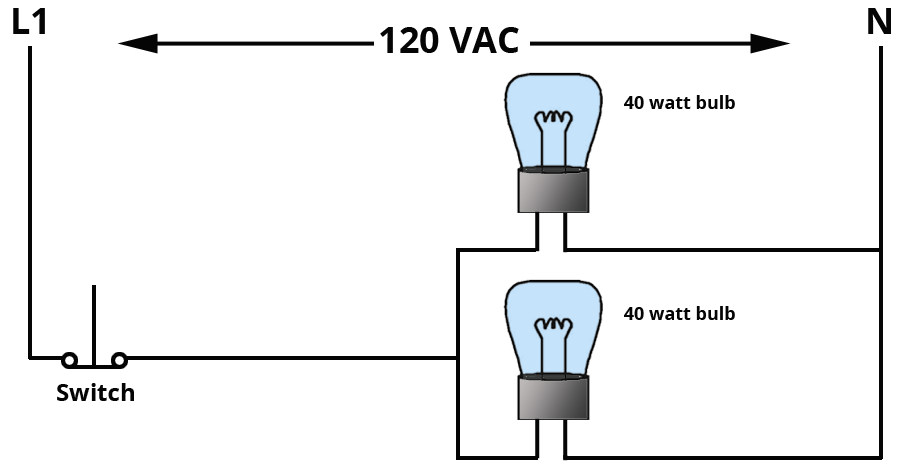 L1
120 VAC
N
40 watt bulb
40 watt bulb
Switch